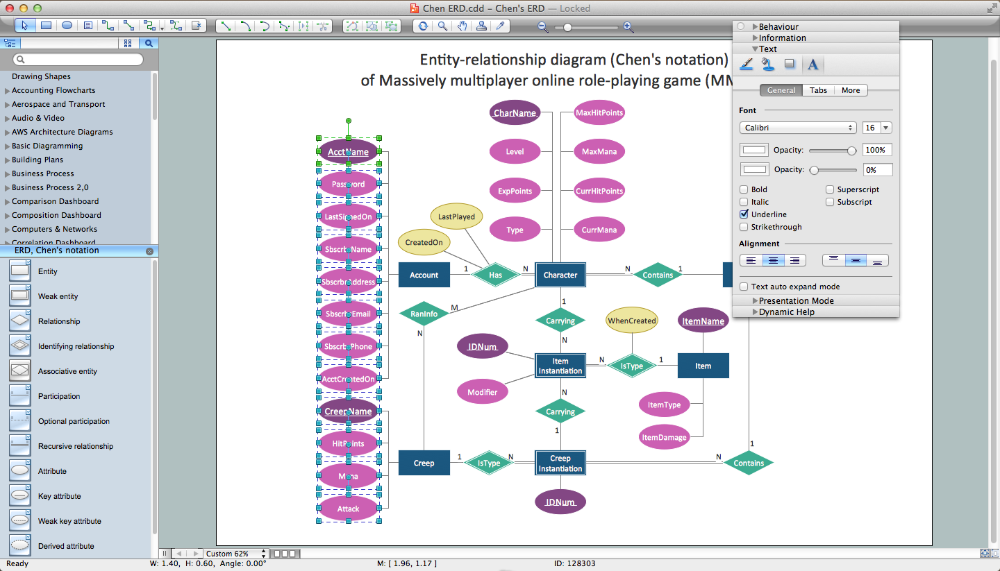 Chen ERD.cdd – Chen's ERD — Locked
Drawing Shapes
Accounting Flowcharts
Aerospace and Transport
Audio & Video
AWS Architecture Diagrams
Basic Diagramming
Building Plans
Business Process
Business Process 2,0
Comparison Dashboard
Composition Dashboard
Computers & Networks
Correlation Dashboard
ERD, Chen's notation
Entity
Weak entity
Relationship
Identifying relationship
Associative entity
Participation
Optional participation
Recursive relationship
Attribute
Key attribute
Weak key attribute
Derived attribute
Entity-relationship diagram (Chen's notation)
of Massively multiplayer online role-playing game (MM
AcctName
Password
LastSignedOn
SbscrbrName
SbscrbrAddress
SbscrbrEmail
SbscrbrPhone
AcctCreatedOn
CreepName
HitPoints
Mana
Attack
CharName
MaxHitPoints
Level
MaxMana
ExpPoints
CurrHitPoints
Type
CurrMana
LastPlayed
CreatedOn
Account
1
Has
N
Character
N
Contains
1
RanInfo
M
N
1
Carrying
N
WhenCreated
ItemName
IDNum
Item
Instantiation
N
IsType
1
Item
Modifier
N
Carrying
1
ItemType
ItemDamage
Creep
1
IsType
N
Creep
Instantiation
N
1
Contains
IDNum
Behaviour
Information
Text
A
General
Tabs
More
Font
Calibri
16
Opacity:
100%
Opacity:
0%
Bold
Superscript
Italic
Subscript
Underline
Strikethrough
Alignment
Text auto expand mode
Presentation Mode
Dynamic Help
Custom 62%
Ready
W: 1.40, H: 0.60, Angle: 0.00°
M: [ 1.96, 1.17 ]
ID: 128303